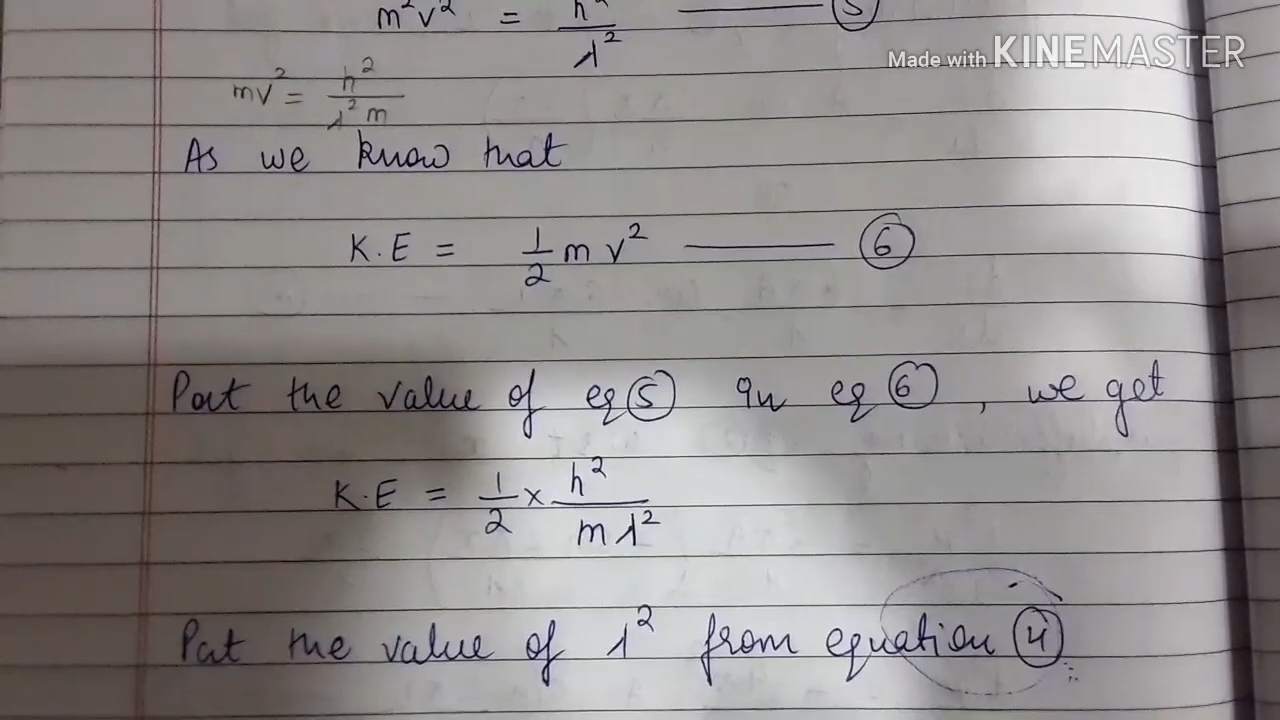 m²v² = h²/λ² ——— ⑤
Made with KINEMASTER
mv² = h²/λ²m
As we know that
K.E = 1/2 m v² ——— ⑥
Put the value of eq ⑤ in eq ⑥, we get
K.E = 1/2 × h²/mλ²
Put the value of λ² from equation ④